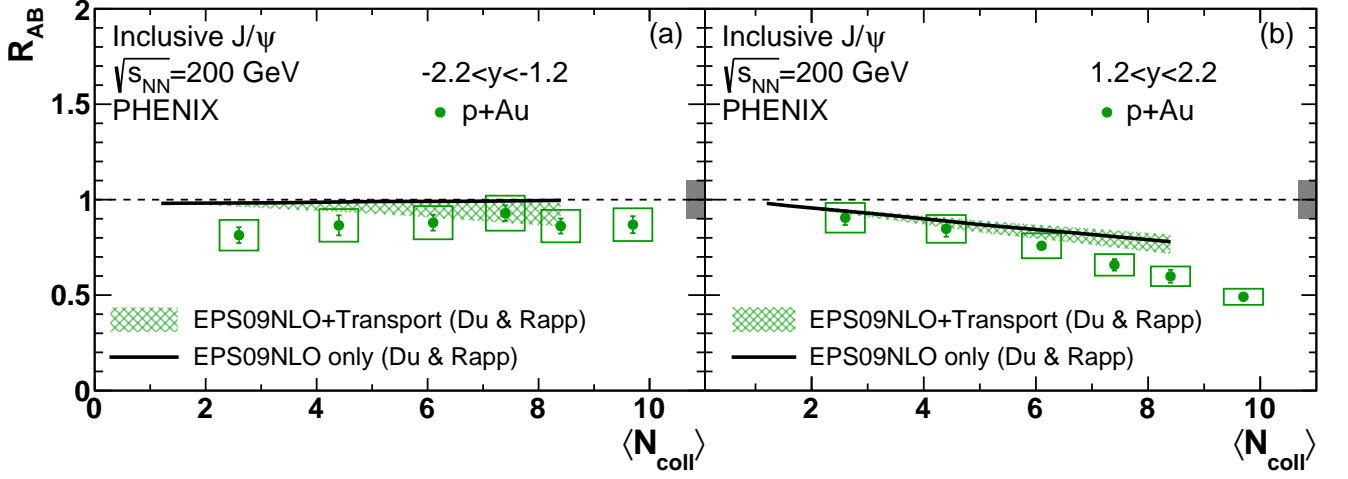 R_AB
2
1.5
1
0.5
0
Inclusive J/ψ
(a)
√s_NN=200 GeV
-2.2<y<-1.2
PHENIX
p+Au
EPS09NLO+Transport (Du & Rapp)
EPS09NLO only (Du & Rapp)
0 2 4 6 8 10
⟨N_coll⟩
Inclusive J/ψ
(b)
√s_NN=200 GeV
1.2<y<2.2
PHENIX
p+Au
EPS09NLO+Transport (Du & Rapp)
EPS09NLO only (Du & Rapp)
2 4 6 8 10
⟨N_coll⟩